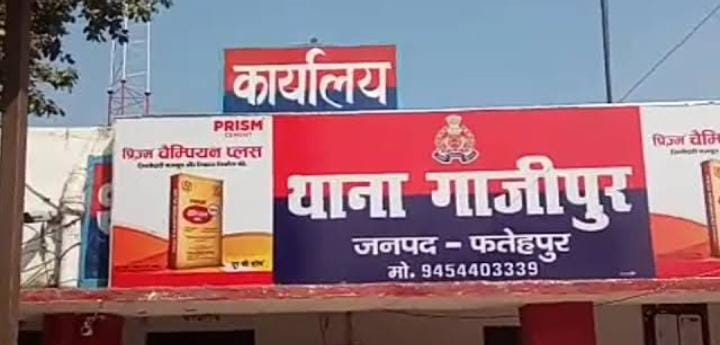 कार्यालय
PRISM
CEMENT
प्रिज़्म चैम्पियन प्लस
थाना गाजीपुर
जनपद - फतेहपुर
मो. 9454403339
दूर की सोच
प्रिज़्म चैम्पि